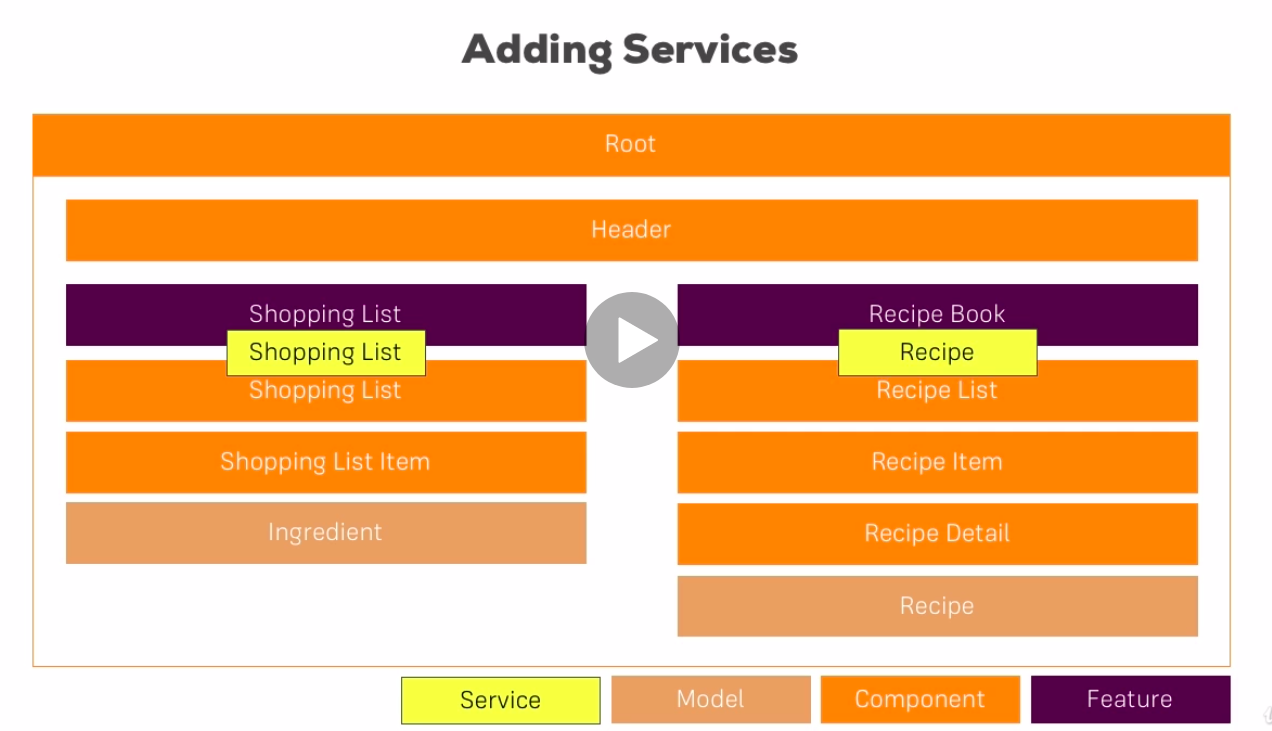 Adding Services
Root
Header
Shopping List
Shopping List
Shopping List
Shopping List Item
Ingredient
Recipe Book
Recipe
Recipe List
Recipe Item
Recipe Detail
Recipe
Service
Model
Component
Feature